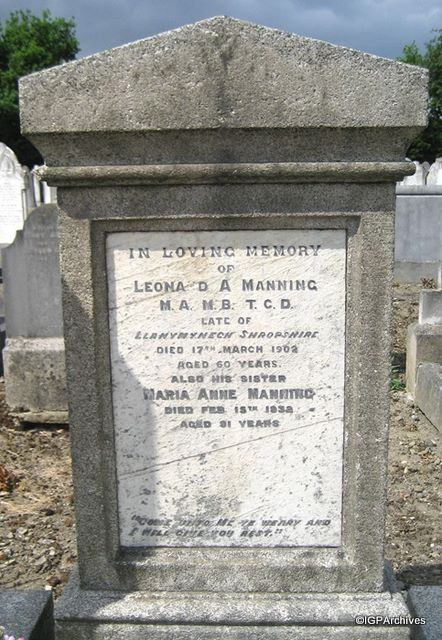 IN LOVING MEMORY
OF
LEONA D A MANNING
M.A. M.B. T.C.D.
LATE OF
LLANYMYNECH SHROPSHIRE
DIED 17TH MARCH 1902
AGED 60 YEARS.
ALSO HIS SISTER
MARIA ANNE MANNING
DIED FEB 15TH 1932
AGED 91 YEARS
"COME UNTO ME YE WEARY AND
I WILL GIVE YOU REST."
©IGPArchives